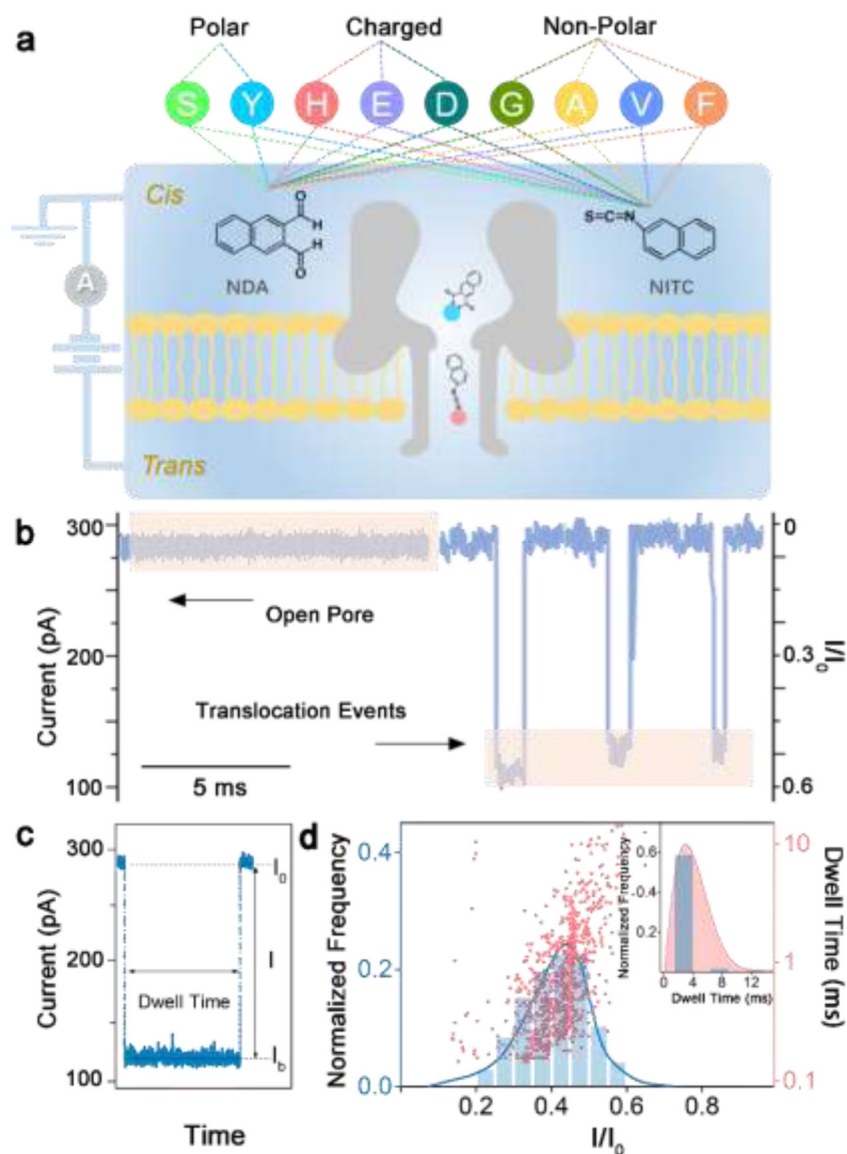 a
Polar Charged Non-Polar
S Y H E D G A V F
Cis
O
H
H
O
NDA
S=C=N
NITC
A
Trans
b
300
200
100
Current (pA)
Open Pore
Translocation Events
5 ms
0
0.3
0.6
I/I0
c
300
200
100
Current (pA)
I0
I
Dwell Time
Ib
Time
d
0.4
0.2
0.0
Normalized Frequency
0.2 0.4 0.6 0.8
I/I0
10
1
0.1
Dwell Time (ms)
0.6
0.4
0.2
Normalized Frequency
0 4 8 12
Dwell Time (ms)